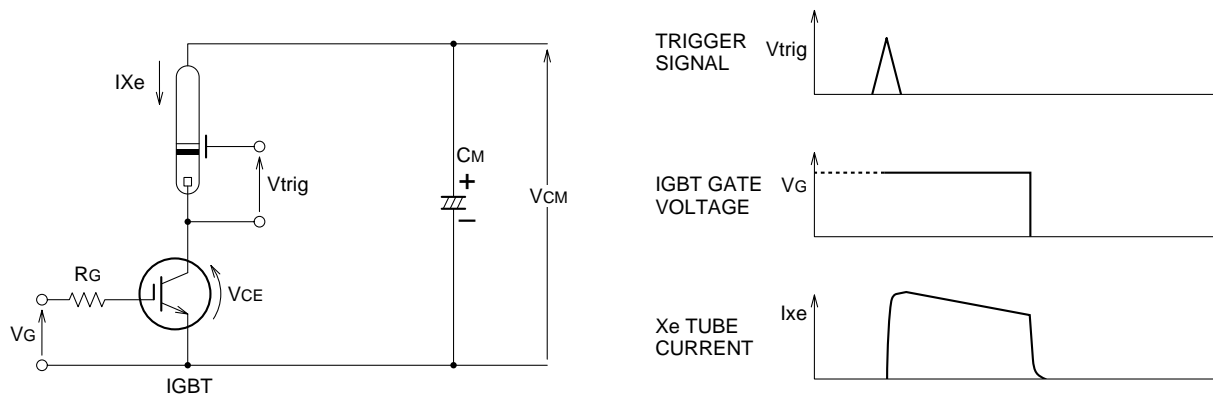 IXe
Vtrig
CM
+
−
VCM
RG
VCE
VG
IGBT
TRIGGER
SIGNAL
Vtrig
IGBT GATE
VOLTAGE
VG
Xe TUBE
CURRENT
Ixe